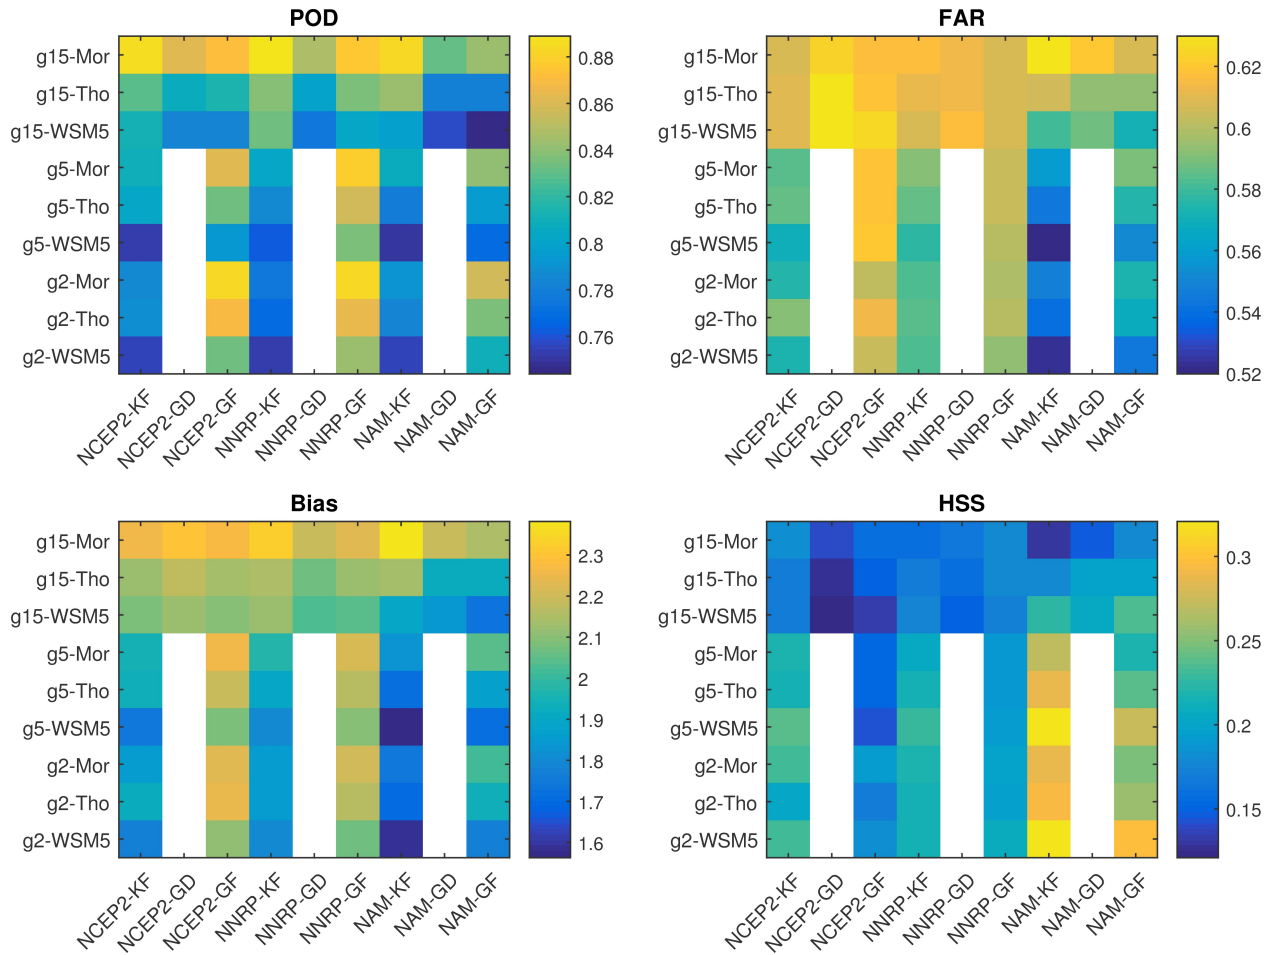 POD
g15-Mor
g15-Tho
g15-WSM5
g5-Mor
g5-Tho
g5-WSM5
g2-Mor
g2-Tho
g2-WSM5
NCEP2-KF
NCEP2-GD
NCEP2-GF
NNRP-KF
NNRP-GD
NNRP-GF
NAM-KF
NAM-GD
NAM-GF
0.88
0.86
0.84
0.82
0.8
0.78
0.76
FAR
g15-Mor
g15-Tho
g15-WSM5
g5-Mor
g5-Tho
g5-WSM5
g2-Mor
g2-Tho
g2-WSM5
NCEP2-KF
NCEP2-GD
NCEP2-GF
NNRP-KF
NNRP-GD
NNRP-GF
NAM-KF
NAM-GD
NAM-GF
0.62
0.6
0.58
0.56
0.54
0.52
Bias
g15-Mor
g15-Tho
g15-WSM5
g5-Mor
g5-Tho
g5-WSM5
g2-Mor
g2-Tho
g2-WSM5
NCEP2-KF
NCEP2-GD
NCEP2-GF
NNRP-KF
NNRP-GD
NNRP-GF
NAM-KF
NAM-GD
NAM-GF
2.3
2.2
2.1
2
1.9
1.8
1.7
1.6
HSS
g15-Mor
g15-Tho
g15-WSM5
g5-Mor
g5-Tho
g5-WSM5
g2-Mor
g2-Tho
g2-WSM5
NCEP2-KF
NCEP2-GD
NCEP2-GF
NNRP-KF
NNRP-GD
NNRP-GF
NAM-KF
NAM-GD
NAM-GF
0.3
0.25
0.2
0.15